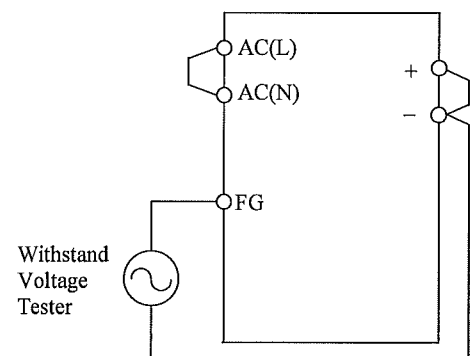 AC(L)
AC(N)
+
−
FG
Withstand
Voltage
Tester